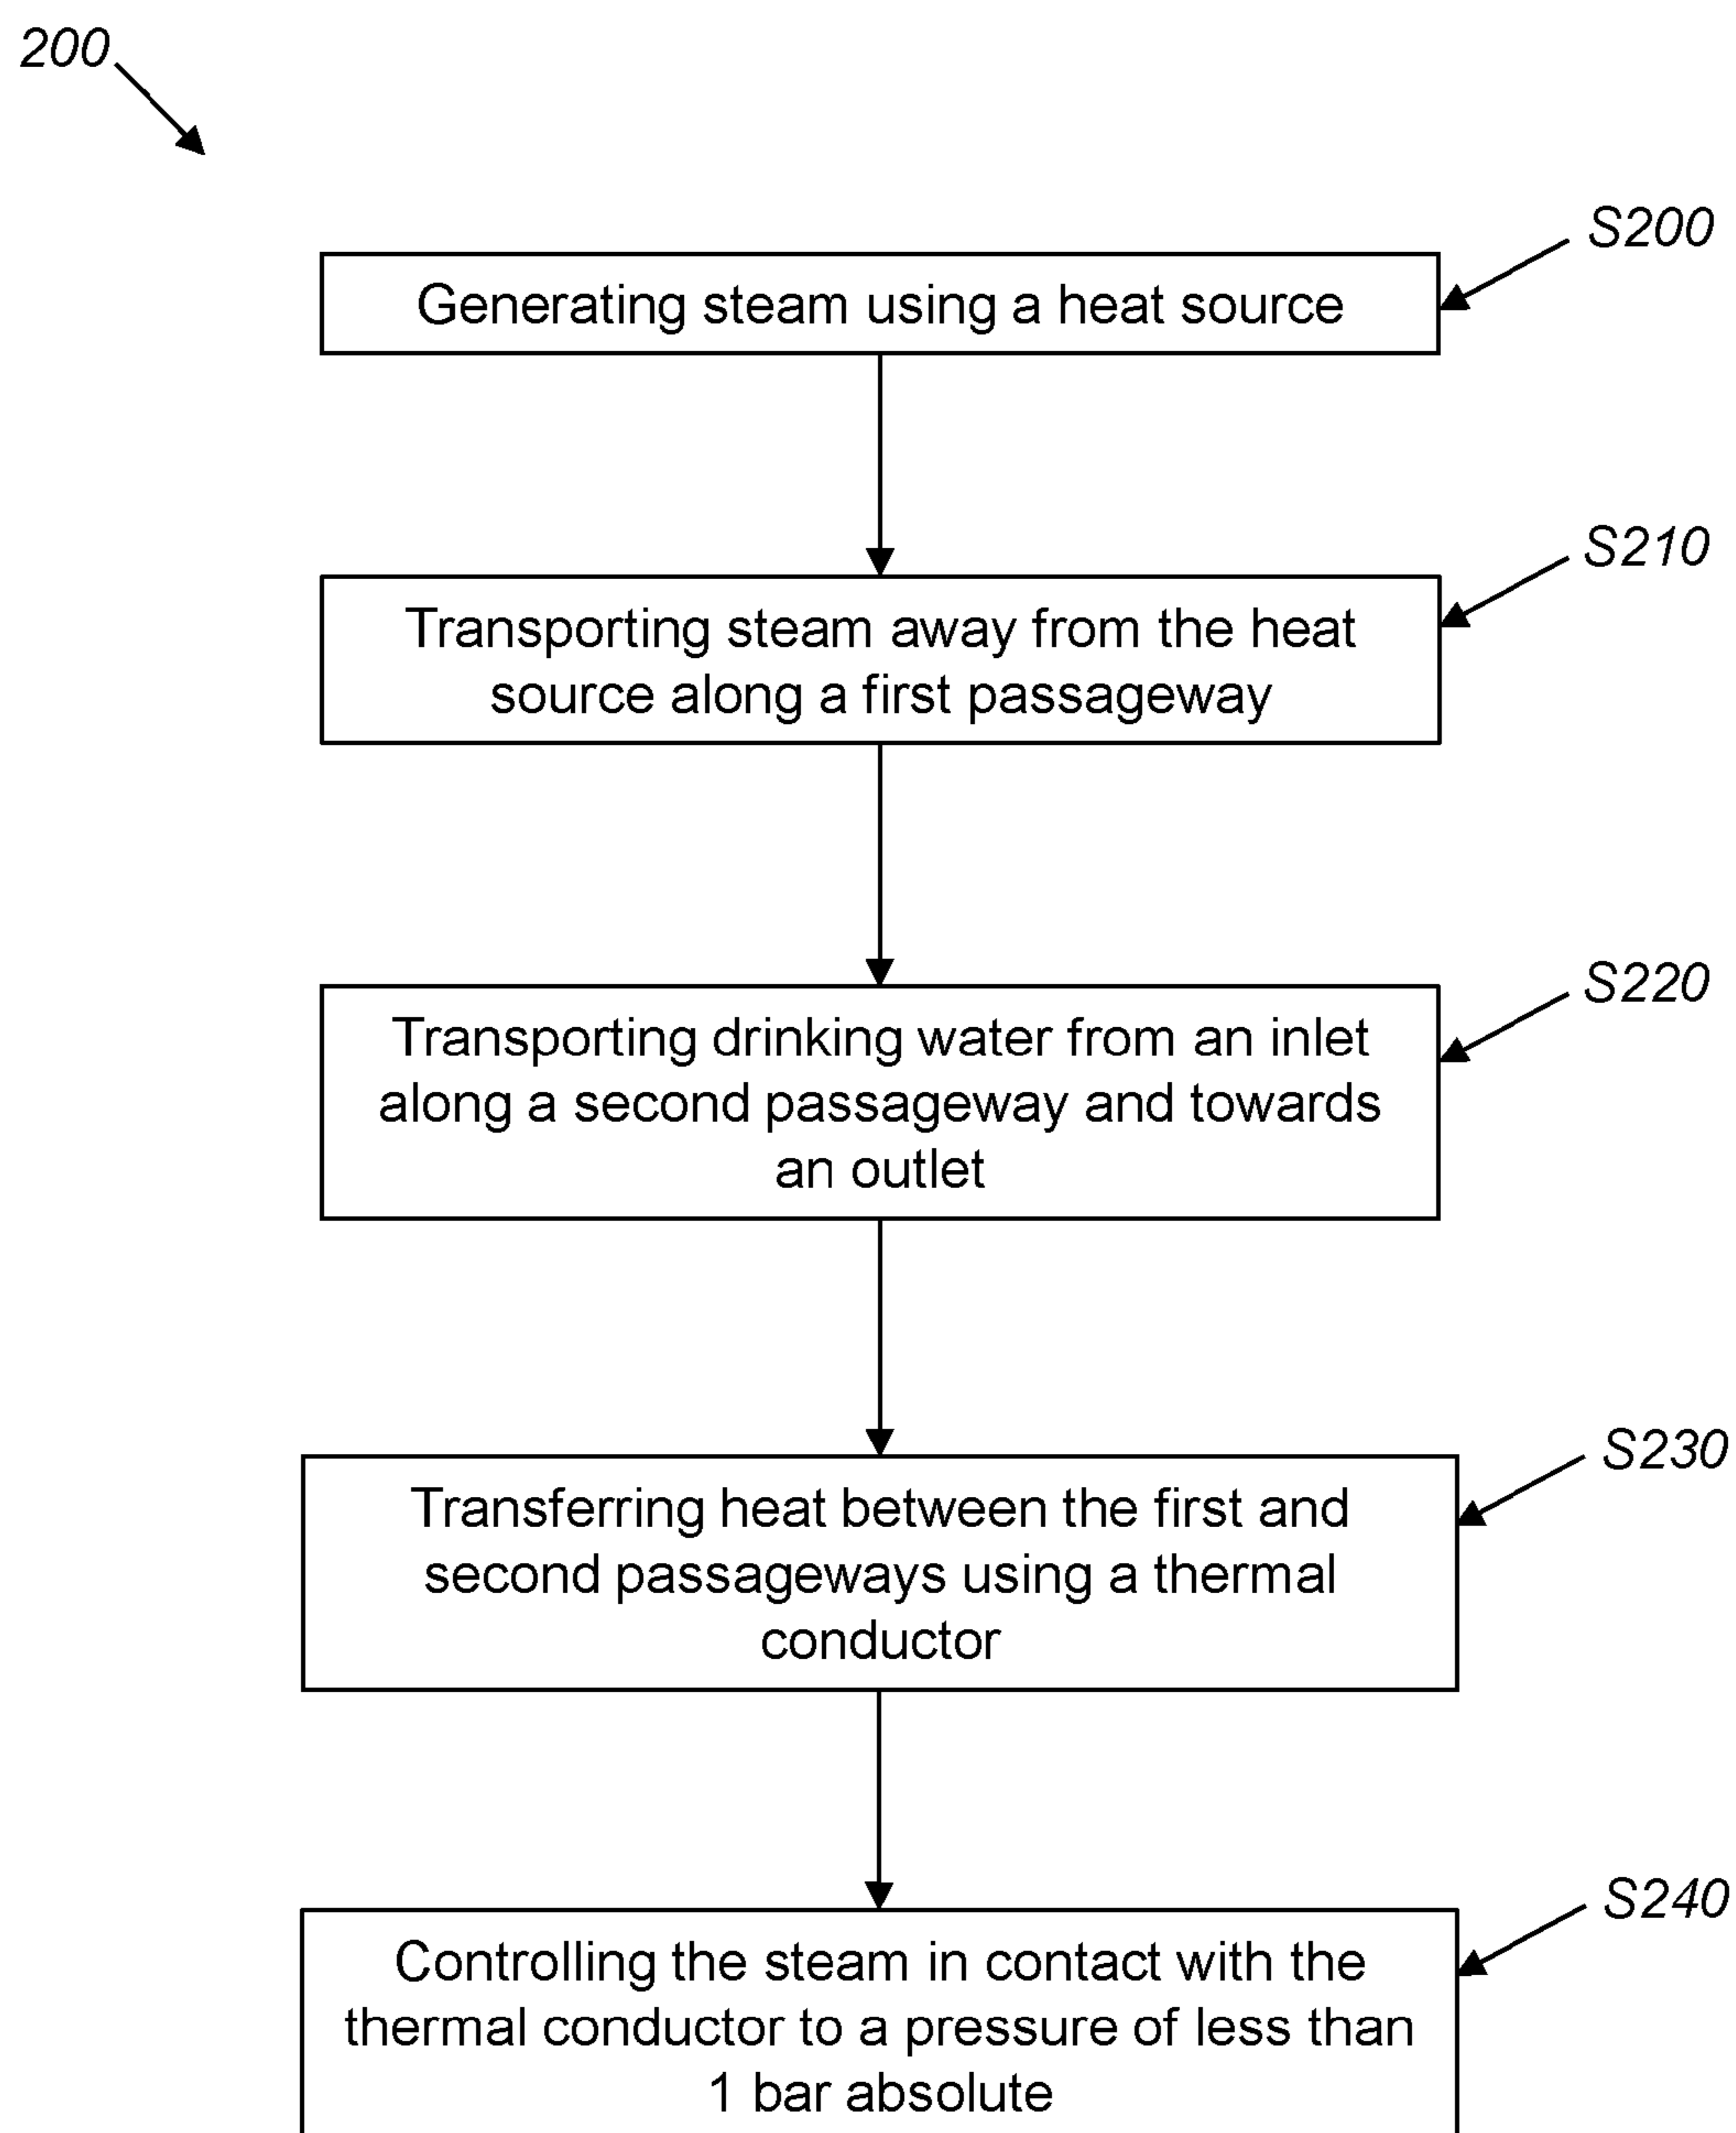 200
S200
Generating steam using a heat source
S210
Transporting steam away from the heat
source along a first passageway
S220
Transporting drinking water from an inlet
along a second passageway and towards
an outlet
S230
Transferring heat between the first and
second passageways using a thermal
conductor
S240
Controlling the steam in contact with the
thermal conductor to a pressure of less than
1 bar absolute